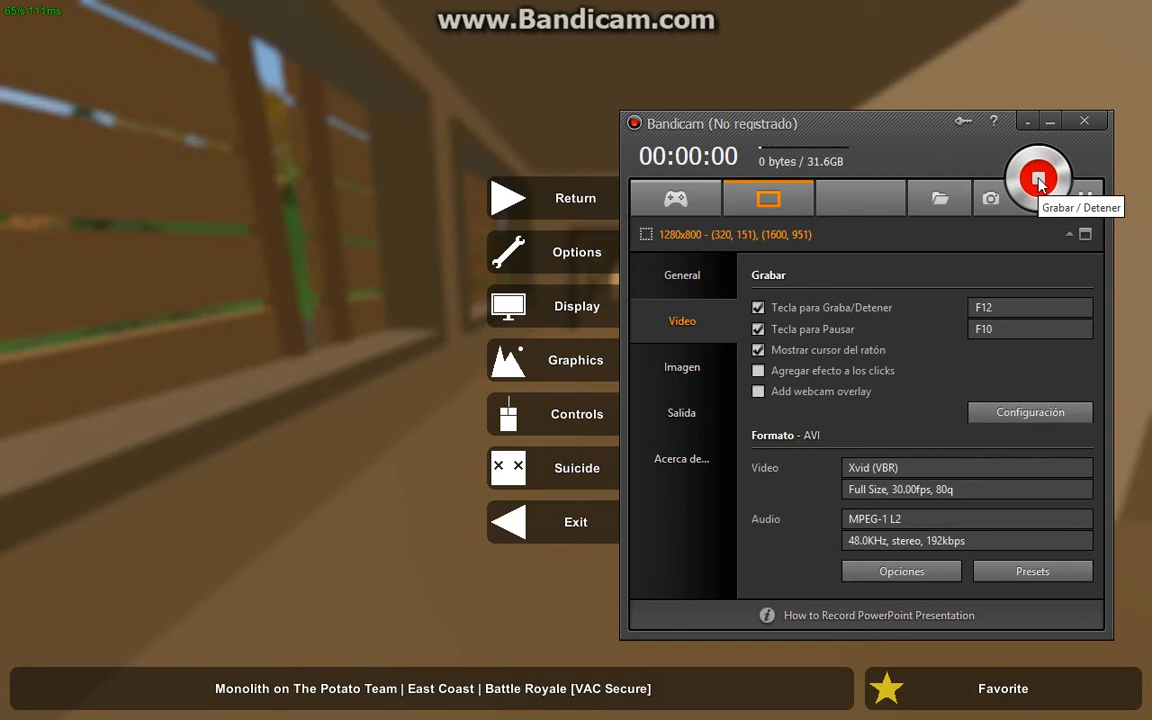 65/s 111ms
www.Bandicam.com
Bandicam (No registrado)
?
00:00:00
0 bytes / 31.6GB
Grabar / Detener
1280x800 - (320, 151), (1600, 951)
General
Video
Imagen
Salida
Acerca de...
Grabar
Tecla para Graba/Detener
F12
Tecla para Pausar
F10
Mostrar cursor del ratón
Agregar efecto a los clicks
Add webcam overlay
Configuración
Formato - AVI
Video
Xvid (VBR)
Full Size, 30.00fps, 80q
Audio
MPEG-1 L2
48.0KHz, stereo, 192kbps
Opciones
Presets
How to Record PowerPoint Presentation
Return
Options
Display
Graphics
Controls
Suicide
Exit
Monolith on The Potato Team | East Coast | Battle Royale [VAC Secure]
Favorite